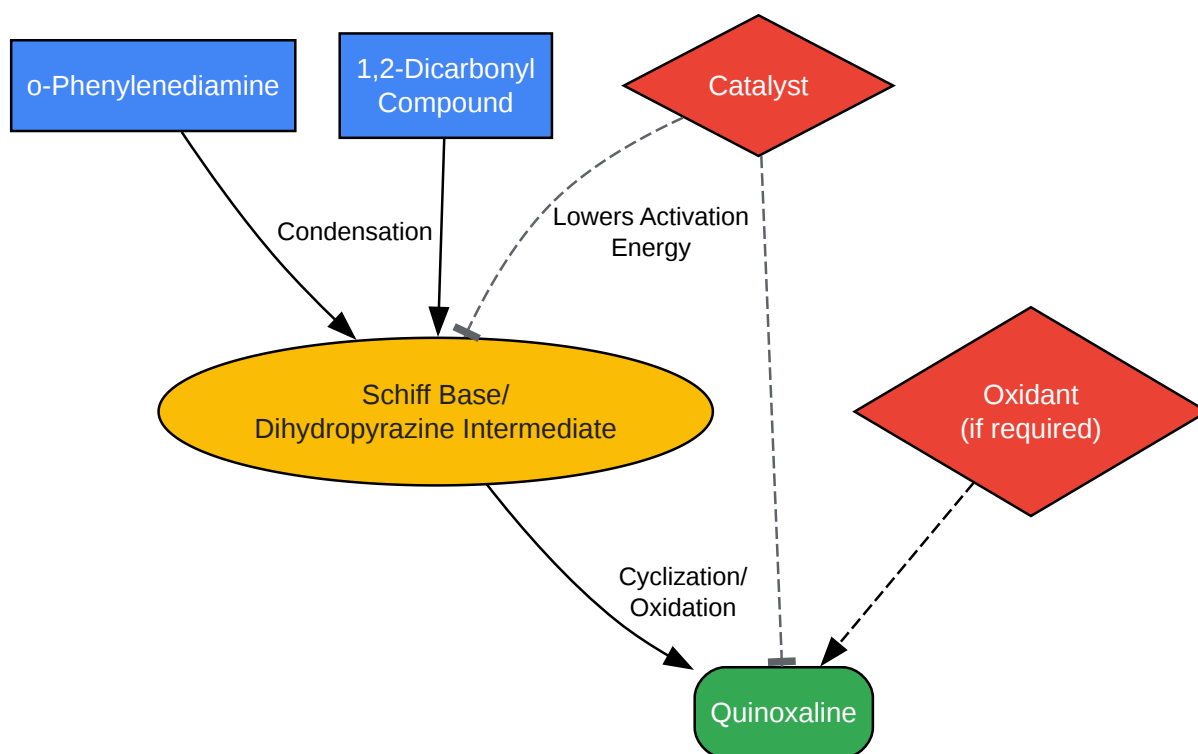 o-Phenylenediamine
1,2-Dicarbonyl
Compound
Catalyst
Condensation
Lowers Activation
Energy
Schiff Base/
Dihydropyrazine Intermediate
Oxidant
(if required)
Cyclization/
Oxidation
Quinoxaline